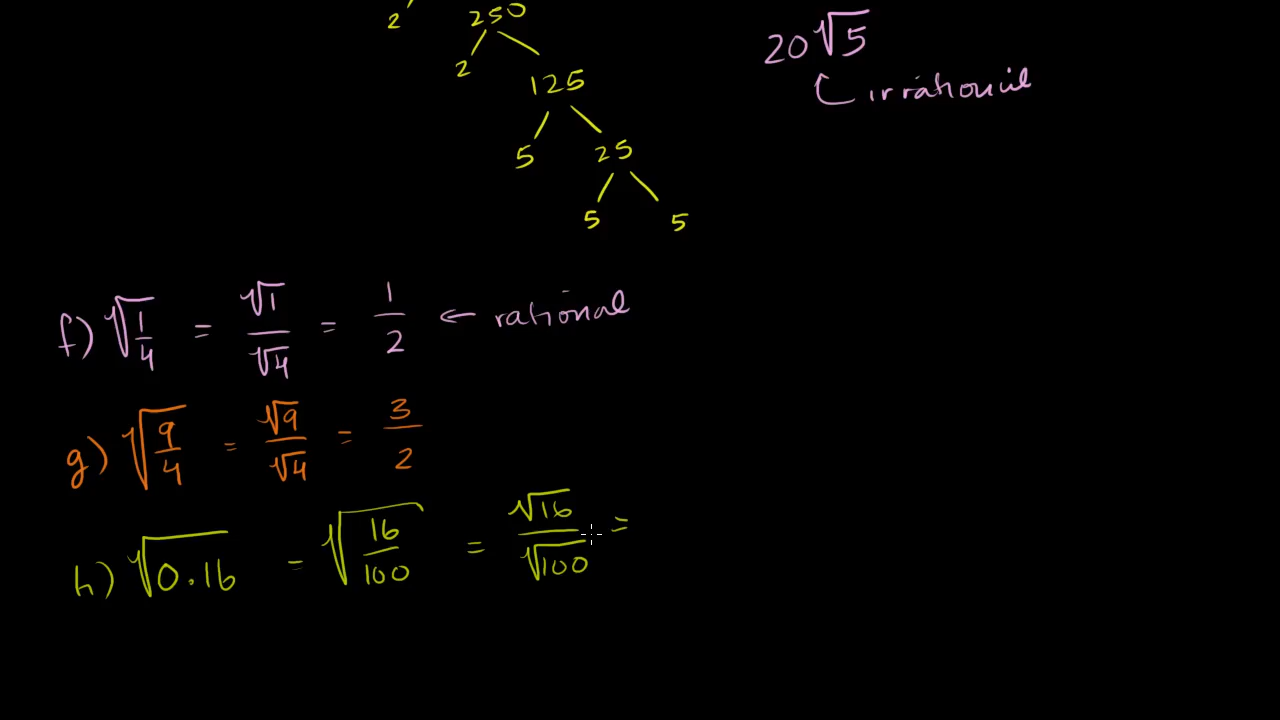 2 250
2 125
5 25
5 5
20√5
irrational
f) √(1/4) = √1/√4 = 1/2 ← rational
g) √(9/4) = √9/√4 = 3/2
h) √0.16 = √(16/100) = √16/√100 =